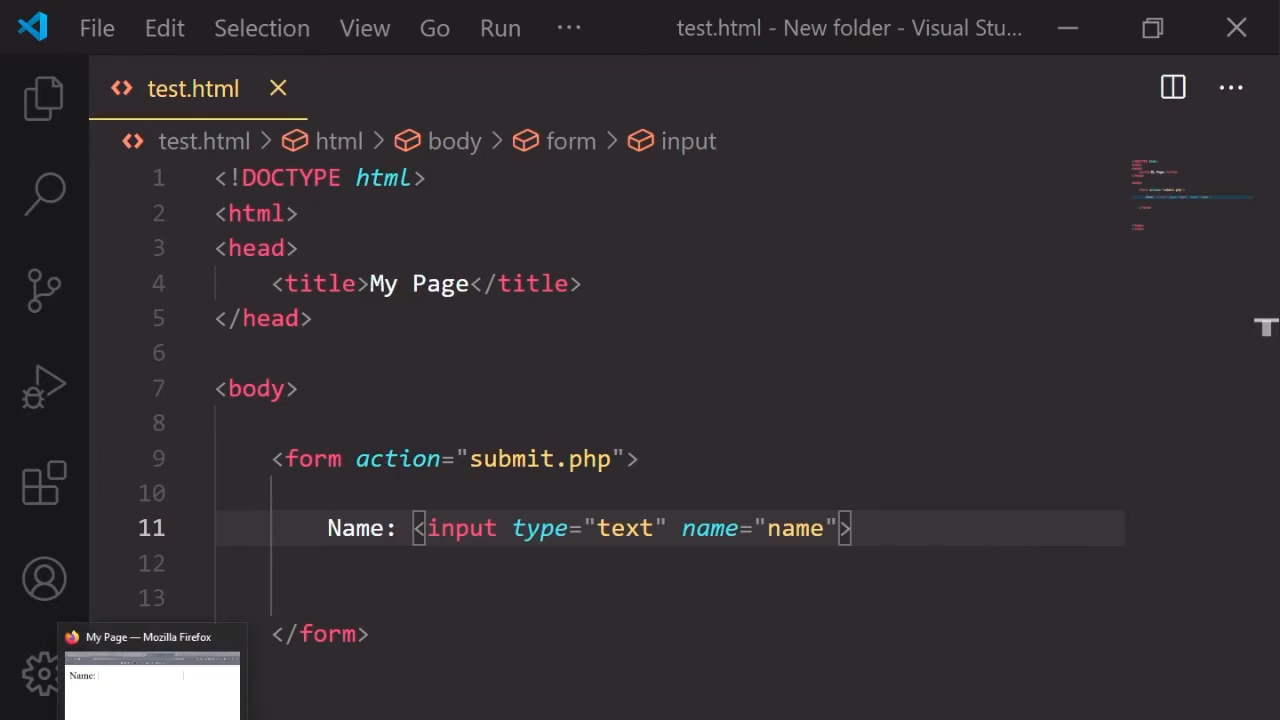 File Edit Selection View Go Run ··· test.html - New folder - Visual Stu...
test.html
test.html > html > body > form > input
1 <!DOCTYPE html>
2 <html>
3 <head>
4 <title>My Page</title>
5 </head>
6
7 <body>
8
9 <form action="submit.php">
10
11 Name: <input type="text" name="name">
12
13
</form>
My Page — Mozilla Firefox
Name: